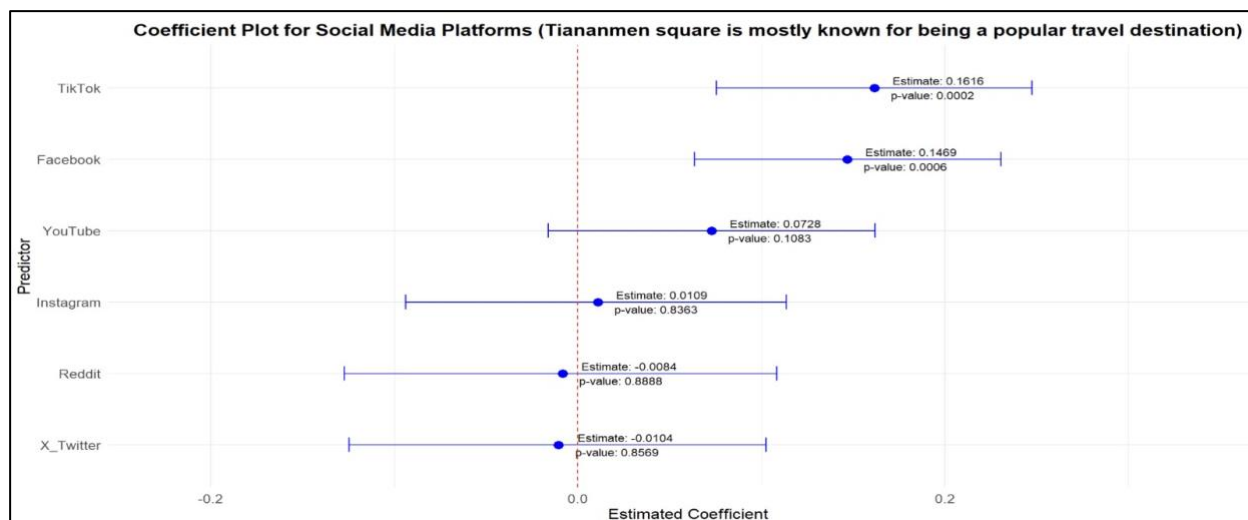 Coefficient Plot for Social Media Platforms (Tiananmen square is mostly known for being a popular travel destination)
TikTok
Estimate: 0.1616
p-value: 0.0002
Facebook
Estimate: 0.1469
p-value: 0.0006
YouTube
Estimate: 0.0728
p-value: 0.1083
Predictor
Instagram
Estimate: 0.0109
p-value: 0.8363
Reddit
Estimate: -0.0084
p-value: 0.8888
X_Twitter
Estimate: -0.0104
p-value: 0.8569
-0.2
0.0
0.2
Estimated Coefficient